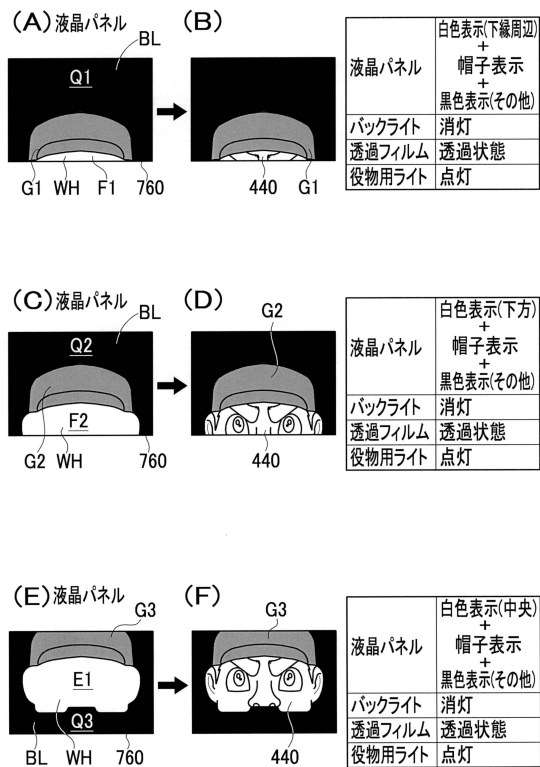 (A) 液晶パネル
BL
Q1
G1 WH F1 760
(B)
440 G1
液晶パネル
白色表示(下縁周辺)
+
帽子表示
+
黒色表示(その他)
バックライト 消灯
透過フィルム 透過状態
役物用ライト 点灯
(C) 液晶パネル
BL
Q2
F2
G2 WH 760
(D)
G2
440
液晶パネル
白色表示(下方)
+
帽子表示
+
黒色表示(その他)
バックライト 消灯
透過フィルム 透過状態
役物用ライト 点灯
(E) 液晶パネル
G3
E1
Q3
BL WH 760
(F)
G3
440
液晶パネル
白色表示(中央)
+
帽子表示
+
黒色表示(その他)
バックライト 消灯
透過フィルム 透過状態
役物用ライト 点灯